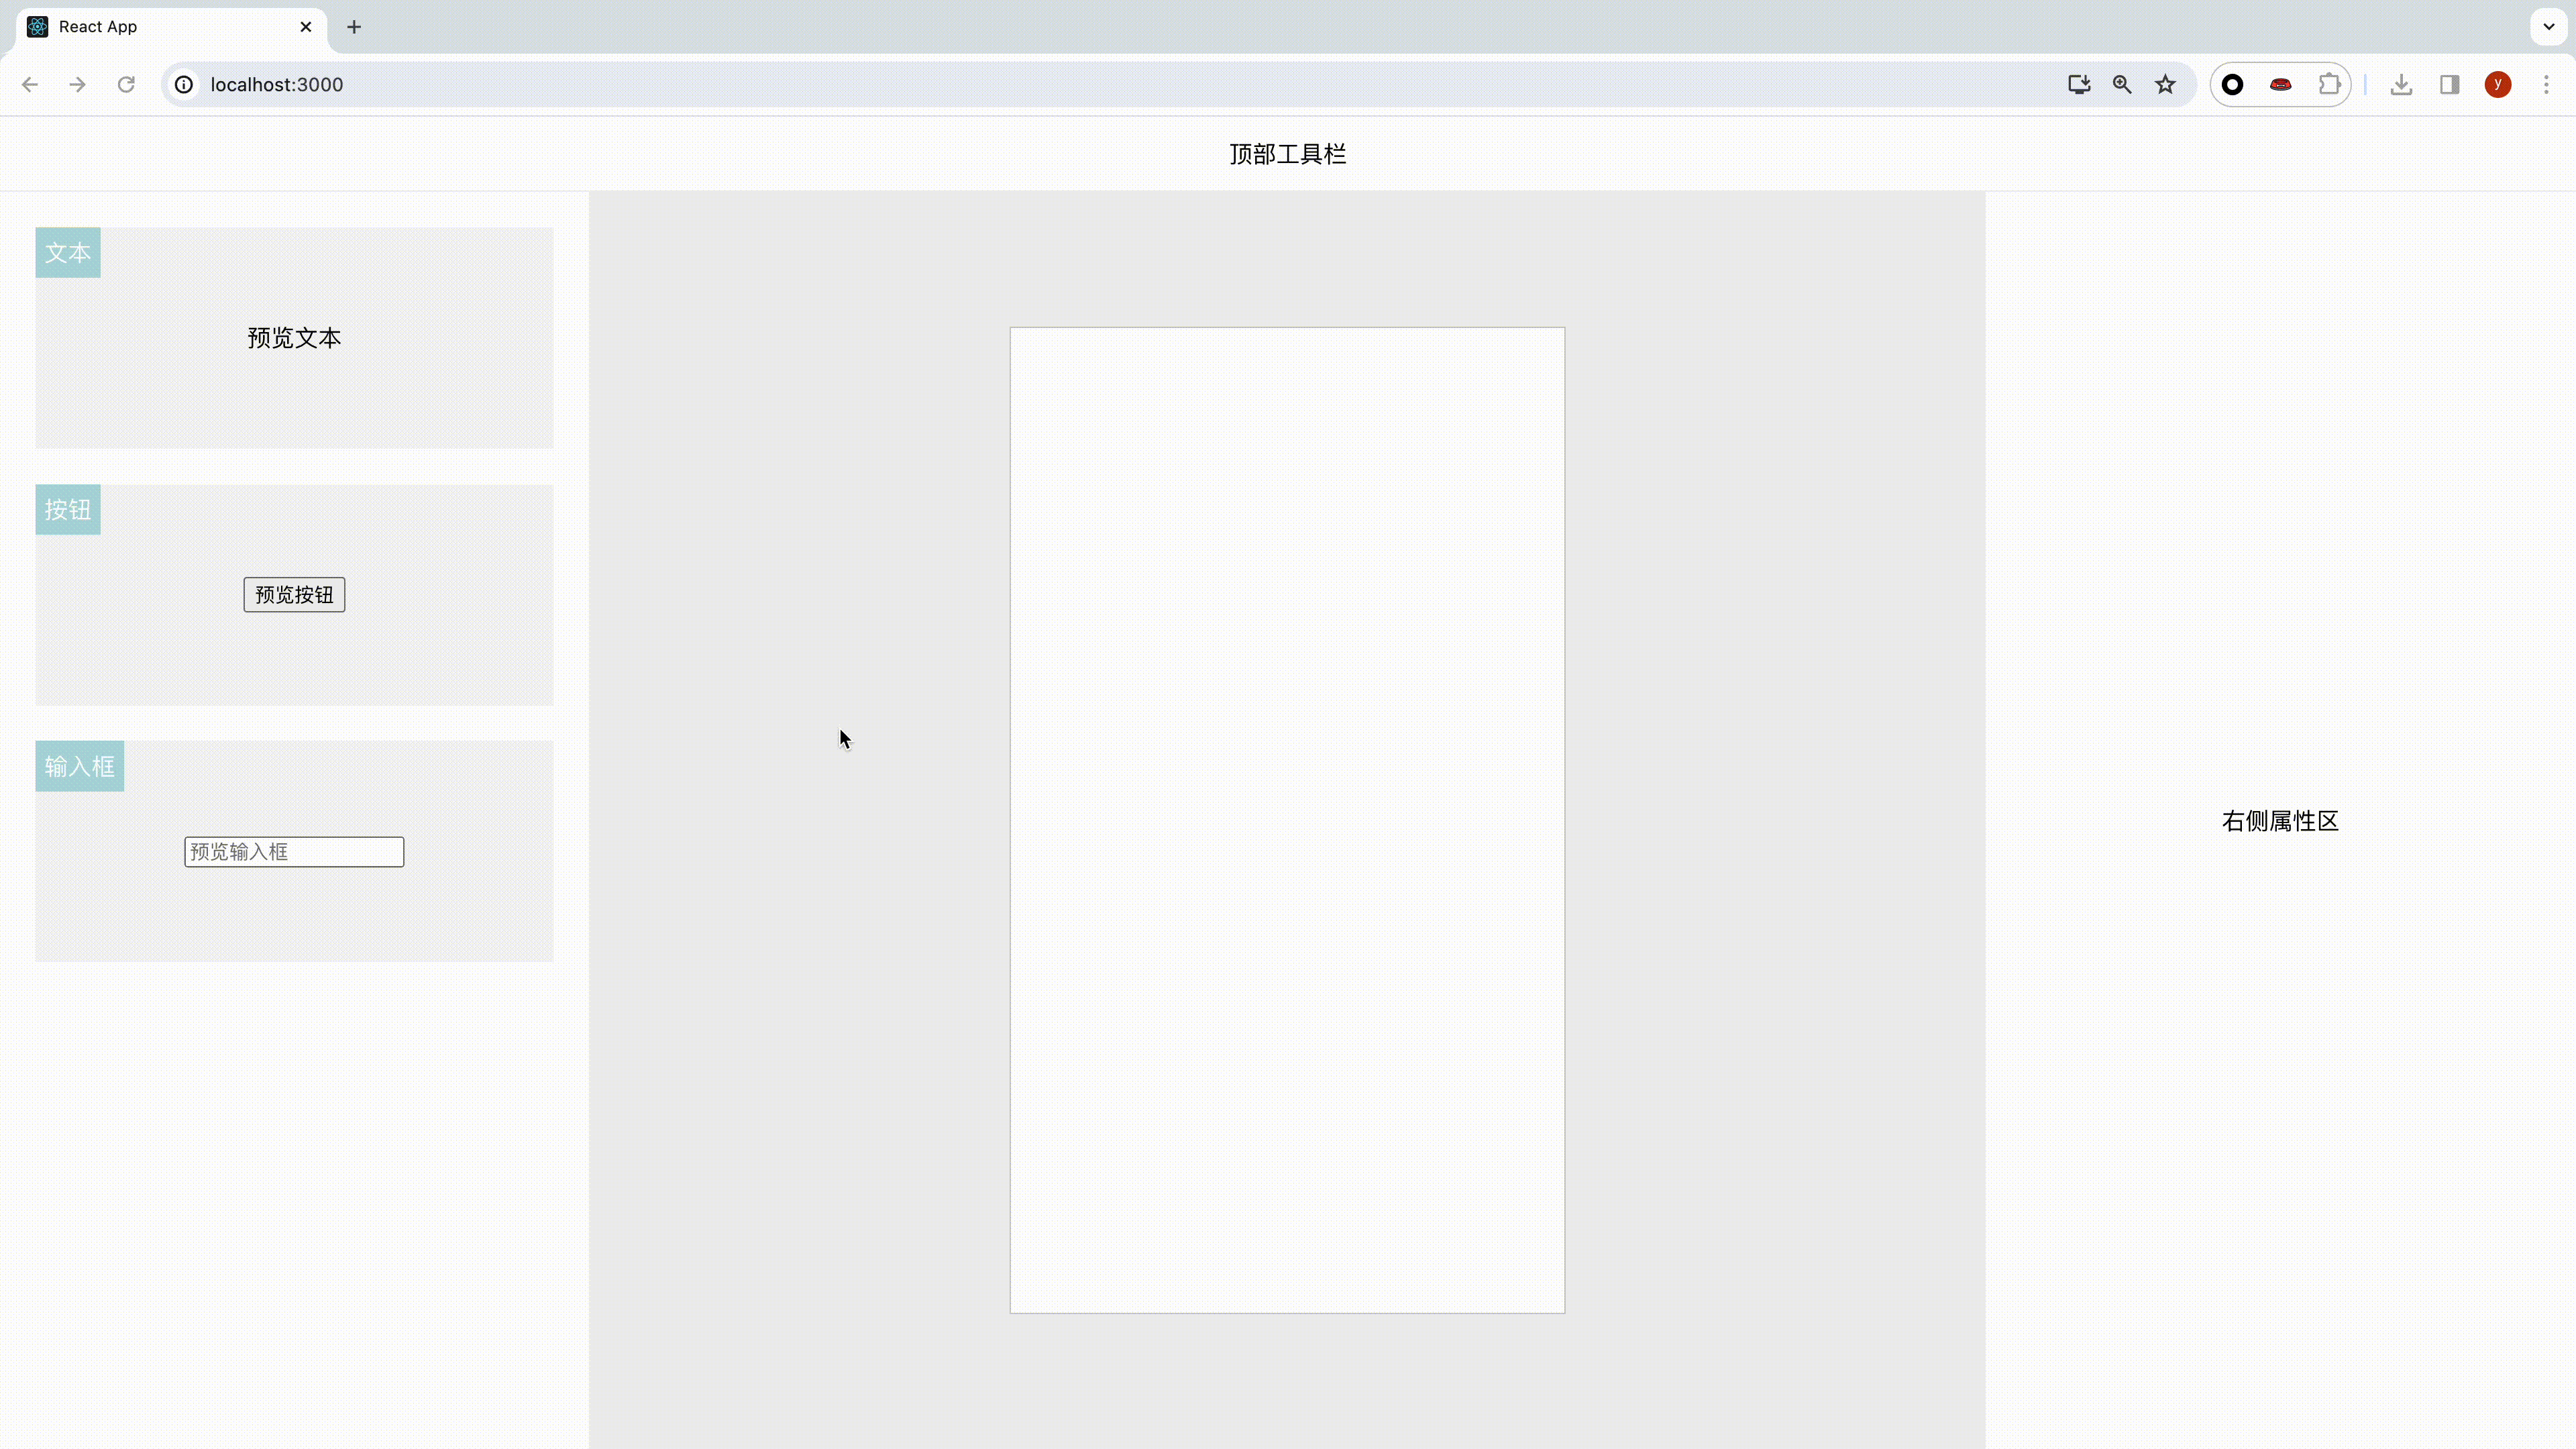 React App
localhost:3000
y
顶部工具栏
文本
预览文本
按钮
预览按钮
输入框
预览输入框
右侧属性区